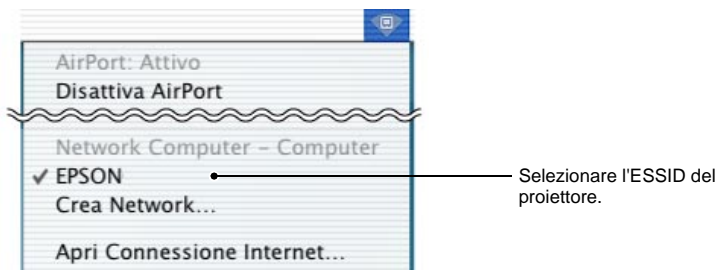 AirPort: Attivo
Disattiva AirPort
Network Computer – Computer
✓ EPSON
Selezionare l'ESSID del
proiettore.
Crea Network...
Apri Connessione Internet...